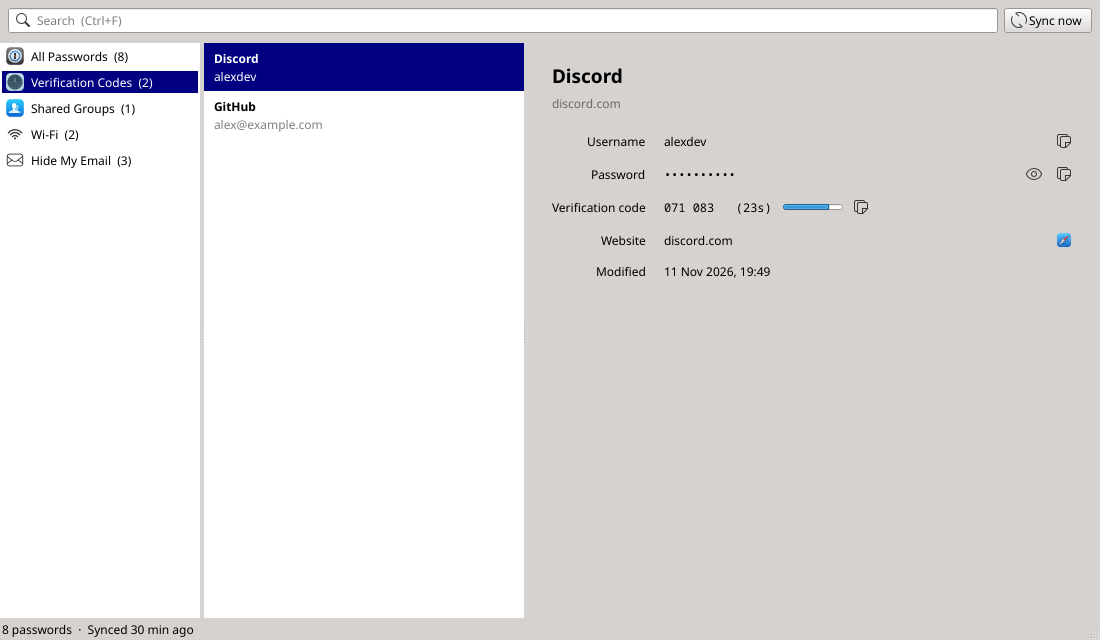 Search (Ctrl+F)
Sync now
All Passwords (8)
Verification Codes (2)
Shared Groups (1)
Wi-Fi (2)
Hide My Email (3)
Discord
alexdev
GitHub
alex@example.com
Discord
discord.com
Username alexdev
Password ••••••••••
Verification code 071 083 (23s)
Website discord.com
Modified 11 Nov 2026, 19:49
8 passwords · Synced 30 min ago